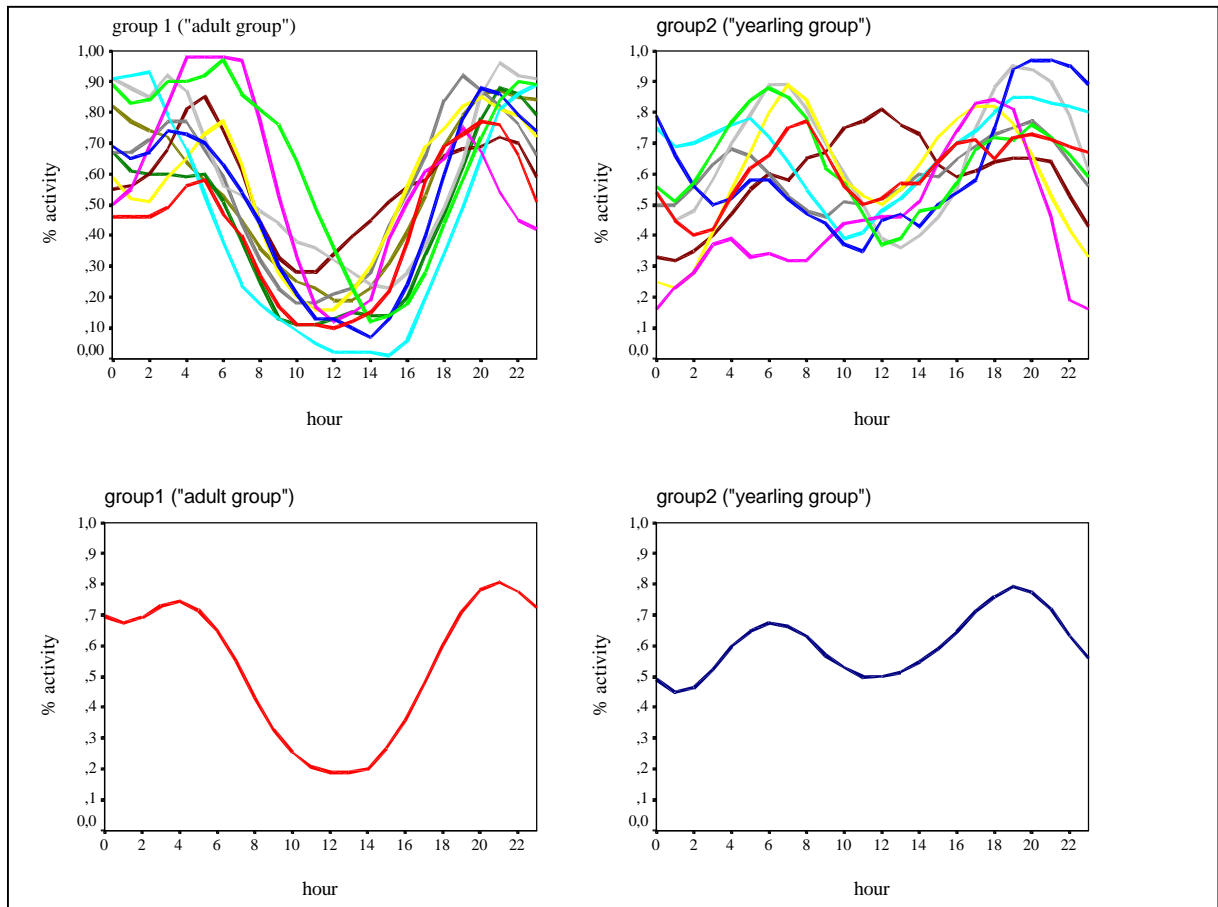 group 1 ("adult group")
1,00
,90
,80
,70
,60
,50
,40
,30
,20
,10
0,00
% activity
0 2 4 6 8 10 12 14 16 18 20 22
hour
group2 ("yearling group")
1,0
,9
,8
,7
,6
,5
,4
,3
,2
,1
0,0
% activity
0 2 4 6 8 10 12 14 16 18 20 22
hour
group1 ("adult group")
1,0
,9
,8
,7
,6
,5
,4
,3
,2
,1
0,0
% activity
0 2 4 6 8 10 12 14 16 18 20 22
hour
group2 ("yearling group")
1,0
,9
,8
,7
,6
,5
,4
,3
,2
,1
0,0
% activity
0 2 4 6 8 10 12 14 16 18 20 22
hour